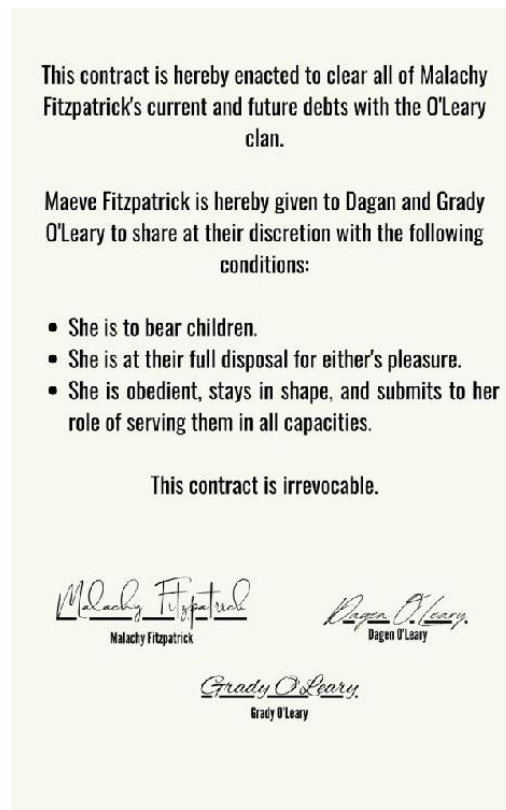 This contract is hereby enacted to clear all of Malachy
Fitzpatrick's current and future debts with the O'Leary
clan.
Maeve Fitzpatrick is hereby given to Dagan and Grady
O'Leary to share at their discretion with the following
conditions:
• She is to bear children.
• She is at their full disposal for either's pleasure.
• She is obedient, stays in shape, and submits to her
role of serving them in all capacities.
This contract is irrevocable.
Malachy Fitzpatrick
Dagen O'Leary
Malachy Fitzpatrick
Dagen O'Leary
Grady O'Leary
Grady O'Leary